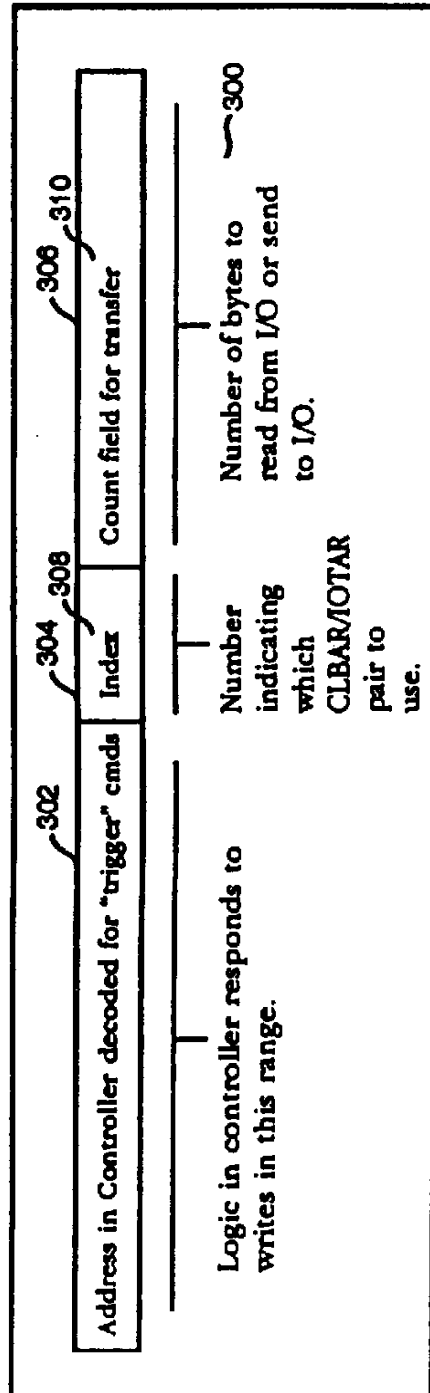 302
304
308
306
310
Address in Controller decoded for "trigger" cmds
Index
Count field for transfer
Logic in controller responds to
writes in this range.
Number
indicating
which
CLBAR/IOTAR
pair to
use.
Number of bytes to
read from I/O or send
to I/O.
300